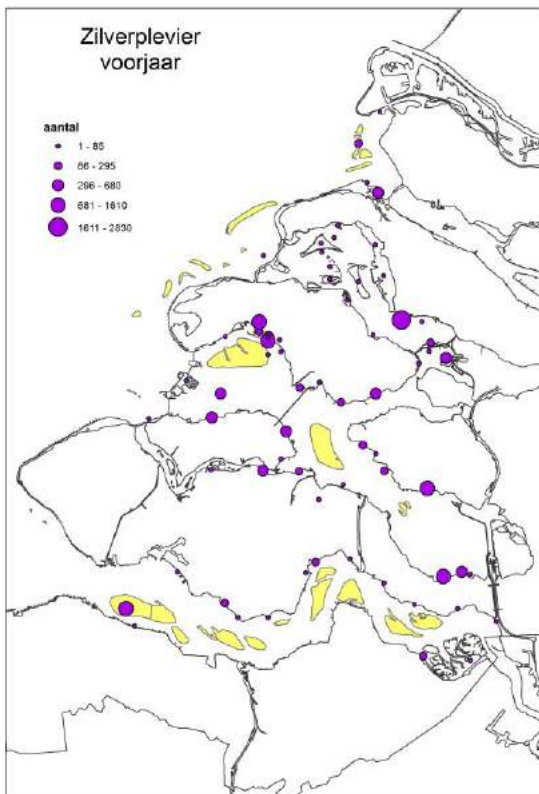 Zilverplevier
voorjaar
aantal
1 - 85
86 - 295
296 - 680
681 - 1610
1611 - 2830